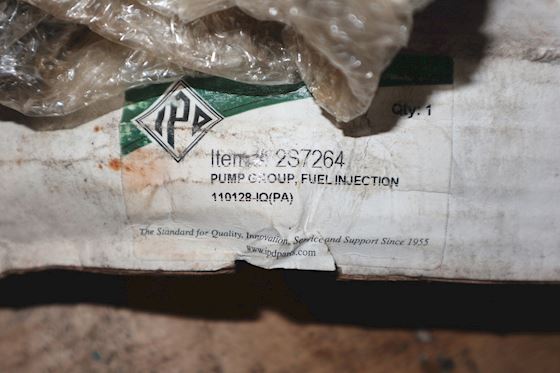 IPD
Qty: 1
Item# 2S7264
PUMP GROUP, FUEL INJECTION
110128-IQ(PA)
The Standard for Quality, Innovation, Service and Support Since 1955
www.ipdparts.com